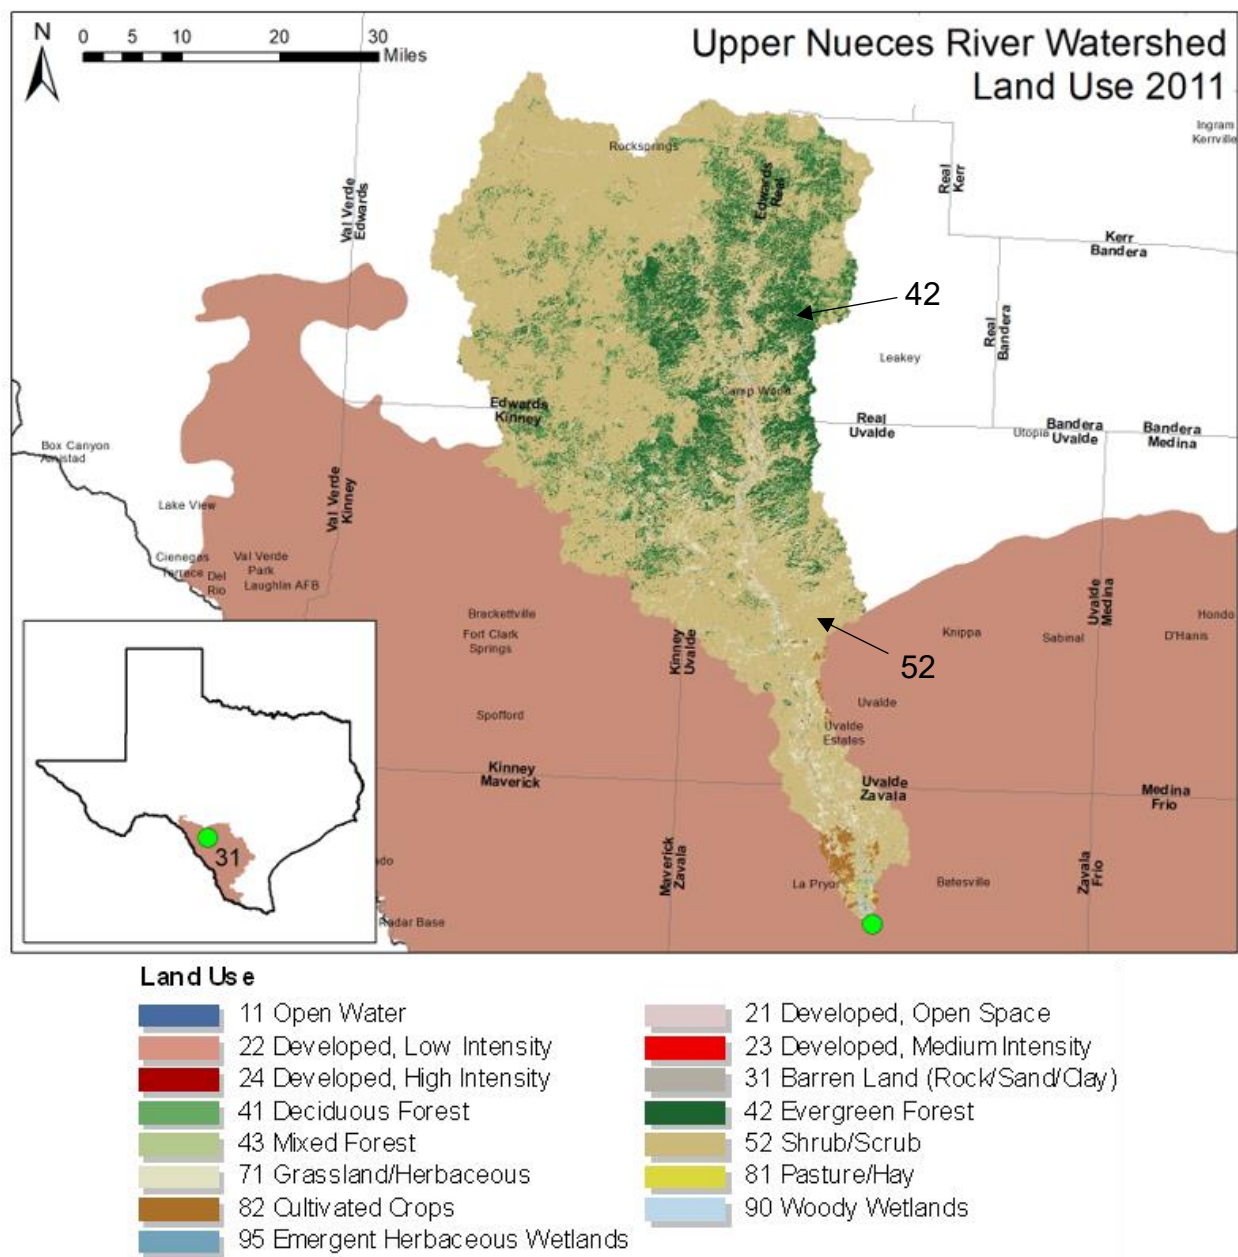 N
0 5 10 20 30
Miles
Upper Nueces River Watershed
Land Use 2011
Ingram
Kerrville
Rocksprings
Val Verde
Edwards
Edwards
Real
Real
Kerr
Kerr
Bandera
42
Real
Bandera
Leakey
Camp Wood
Edwards
Kinney
Real
Uvalde
Utopia
Bandera
Uvalde
Bandera
Medina
Box Canyon
Amistad
Lake View
Val Verde
Kinney
Cienegas
Terrace
Del
Rio
Val Verde
Park
Laughlin AFB
Brackettville
Fort Clark
Springs
Kinney
Uvalde
52
Knippa
Sabinal
Uvalde
Medina
Hondo
D'Hanis
Spofford
Uvalde
Uvalde
Estates
Kinney
Maverick
Uvalde
Zavala
Medina
Frio
31
Maverick
Zavala
La Pryor
Batesville
Zavala
Frio
Radar Base
Land Use
11 Open Water
22 Developed, Low Intensity
24 Developed, High Intensity
41 Deciduous Forest
43 Mixed Forest
71 Grassland/Herbaceous
82 Cultivated Crops
95 Emergent Herbaceous Wetlands
21 Developed, Open Space
23 Developed, Medium Intensity
31 Barren Land (Rock/Sand/Clay)
42 Evergreen Forest
52 Shrub/Scrub
81 Pasture/Hay
90 Woody Wetlands